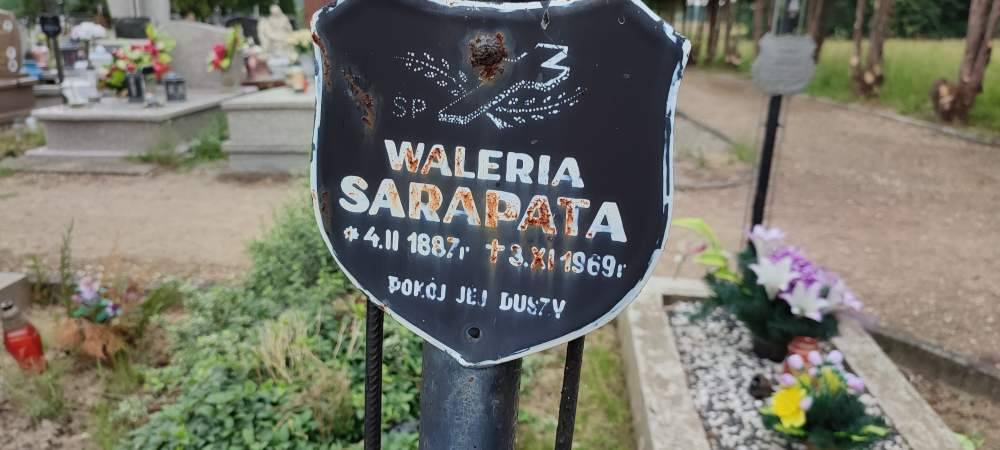 SP
WALERIA
SARAPATA
* 4.II 1887r ✝ 3.XI 1969r
POKÓJ JEJ DUSZY